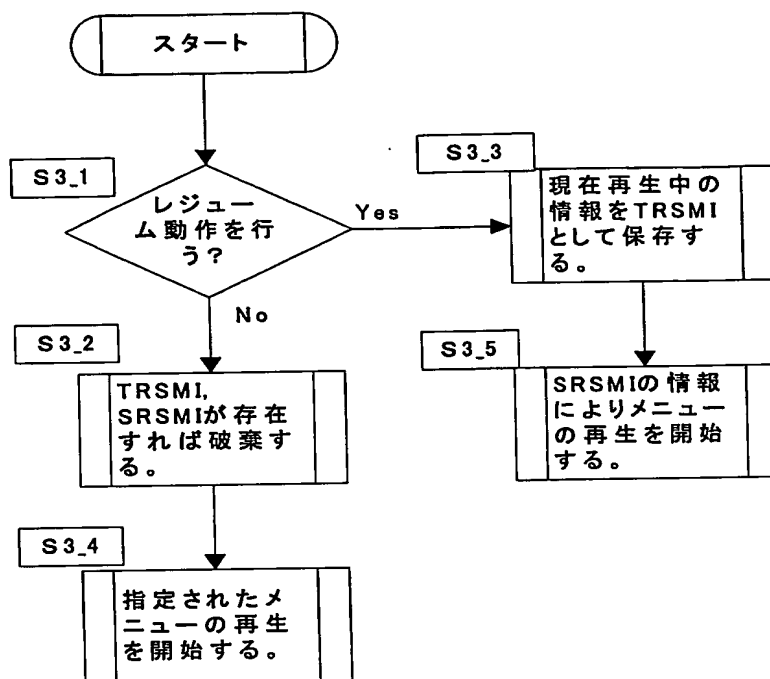 スタート
S3_1
レジュー
ム動作を行
う?
Yes
No
S3_3
現在再生中の
情報をTRSMI
として保存す
る。
S3_2
TRSMI,
SRSMIが存在
すれば破棄す
る。
S3_5
SRSMIの情報
によりメニュー
の再生を開始
する。
S3_4
指定されたメ
ニューの再生
を開始する。